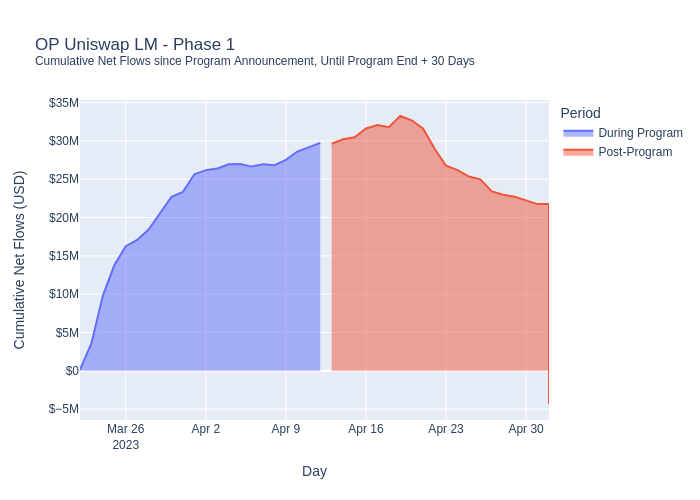 OP Uniswap LM - Phase 1
Cumulative Net Flows since Program Announcement, Until Program End + 30 Days
Period
During Program
Post-Program
Cumulative Net Flows (USD)
$35M
$30M
$25M
$20M
$15M
$10M
$5M
$0
$−5M
Mar 26
2023
Apr 2
Apr 9
Apr 16
Apr 23
Apr 30
Day